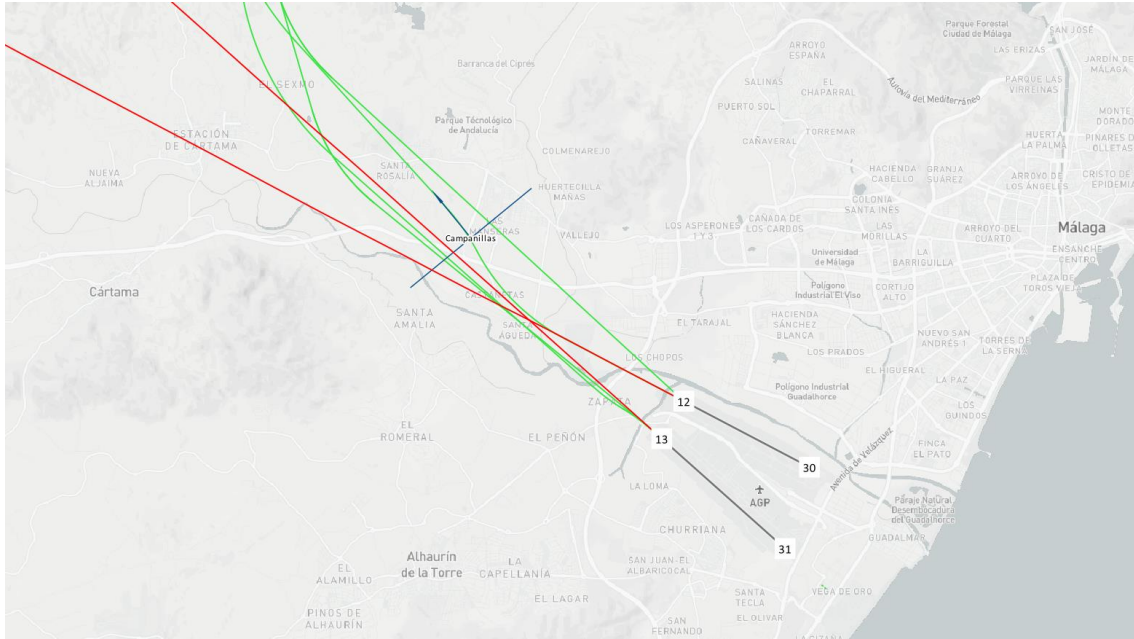 Parque Forestal
Ciudad de Málaga
SAN JOSÉ
LAS ERIZAS
ARROYO
ESPAÑA
JARDÍN DE
MÁLAGA
Barranca del Ciprés
EL SEXMO
SALINAS
EL
CHAPARRAL
Autovía del Mediterráneo
PARQUE LAS
VIRREINAS
PUERTO SOL
MONTE
DORADO
Parque Tecnológico
de Andalucía
TORREMAR
HUERTA
LA PALMA
PINARES DE
OLLETAS
ESTACIÓN
DE CÁRTAMA
CAÑAVERAL
COLMENAREJO
NUEVA
ALJAIMA
SANTA
ROSALÍA
HACIENDA
CABELLO
GRANJA
SUÁREZ
ARROYO DE
LOS ÁNGELES
CRISTO DE
EPIDEMIA
HUERTECILLA
MAÑAS
COLONIA
SANTA INÉS
LOS ASPERONES
1 Y 3
CAÑADA DE
LOS CARDOS
LAS
MORILLAS
ARROYO DEL
CUARTO
Málaga
Campanillas
VALLEJO
Universidad
de Málaga
LA
BARRIGUILLA
ENSANCHE
CENTRO
PLAZA DE
TOROS VIEJA
Cártama
Polígono
Industrial El Viso
CORTIJO
ALTO
SANTA
AMALIA
SANTA
ÁGUEDA
EL TARAJAL
HACIENDA
SÁNCHEZ
BLANCA
NUEVO SAN
ANDRÉS 1
TORRES DE
LA SERNA
LOS CHOPOS
LOS PRADOS
EL HIGUERAL
LA PAZ
Polígono Industrial
Guadalhorce
ZAPATA
12
LOS
GUINDOS
EL
ROMERAL
EL PEÑÓN
13
FINCA
EL PATO
Avenida de Velázquez
30
LA LOMA
AGP
Paraje Natural
Desembocadura
del Guadalhorce
CHURRIANA
GUADALMAR
31
Alhaurín
de la Torre
LA
CAPELLANÍA
SAN JUAN-EL
ALBARICOCAL
EL
ALAMILLO
SANTA
TECLA
VEGA DE ORO
PINOS DE
ALHAURÍN
EL LAGAR
EL OLIVAR
SAN
FERNANDO
LA CIZAÑA